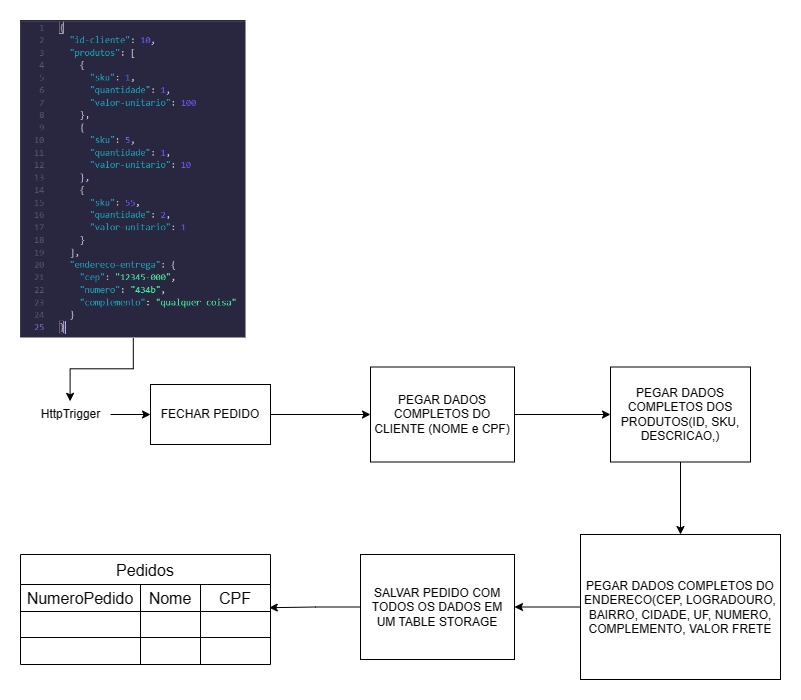 1 {
2 "id-cliente": 10,
3 "produtos": [
4 {
5 "sku": 1,
6 "quantidade": 1,
7 "valor-unitario": 100
8 },
9 {
10 "sku": 5,
11 "quantidade": 1,
12 "valor-unitario": 10
13 },
14 {
15 "sku": 55,
16 "quantidade": 2,
17 "valor-unitario": 1
18 }
19 ],
20 "endereco-entrega": {
21 "cep": "12345-000",
22 "numero": "434b",
23 "complemento": "qualquer coisa"
24 }
25 }
HttpTrigger
FECHAR PEDIDO
PEGAR DADOS
COMPLETOS DO
CLIENTE (NOME e CPF)
PEGAR DADOS
COMPLETOS DOS
PRODUTOS(ID, SKU,
DESCRICAO,)
PEGAR DADOS COMPLETOS DO
ENDERECO(CEP, LOGRADOURO,
BAIRRO, CIDADE, UF, NUMERO,
COMPLEMENTO, VALOR FRETE
SALVAR PEDIDO COM
TODOS OS DADOS EM
UM TABLE STORAGE
Pedidos
NumeroPedido Nome CPF